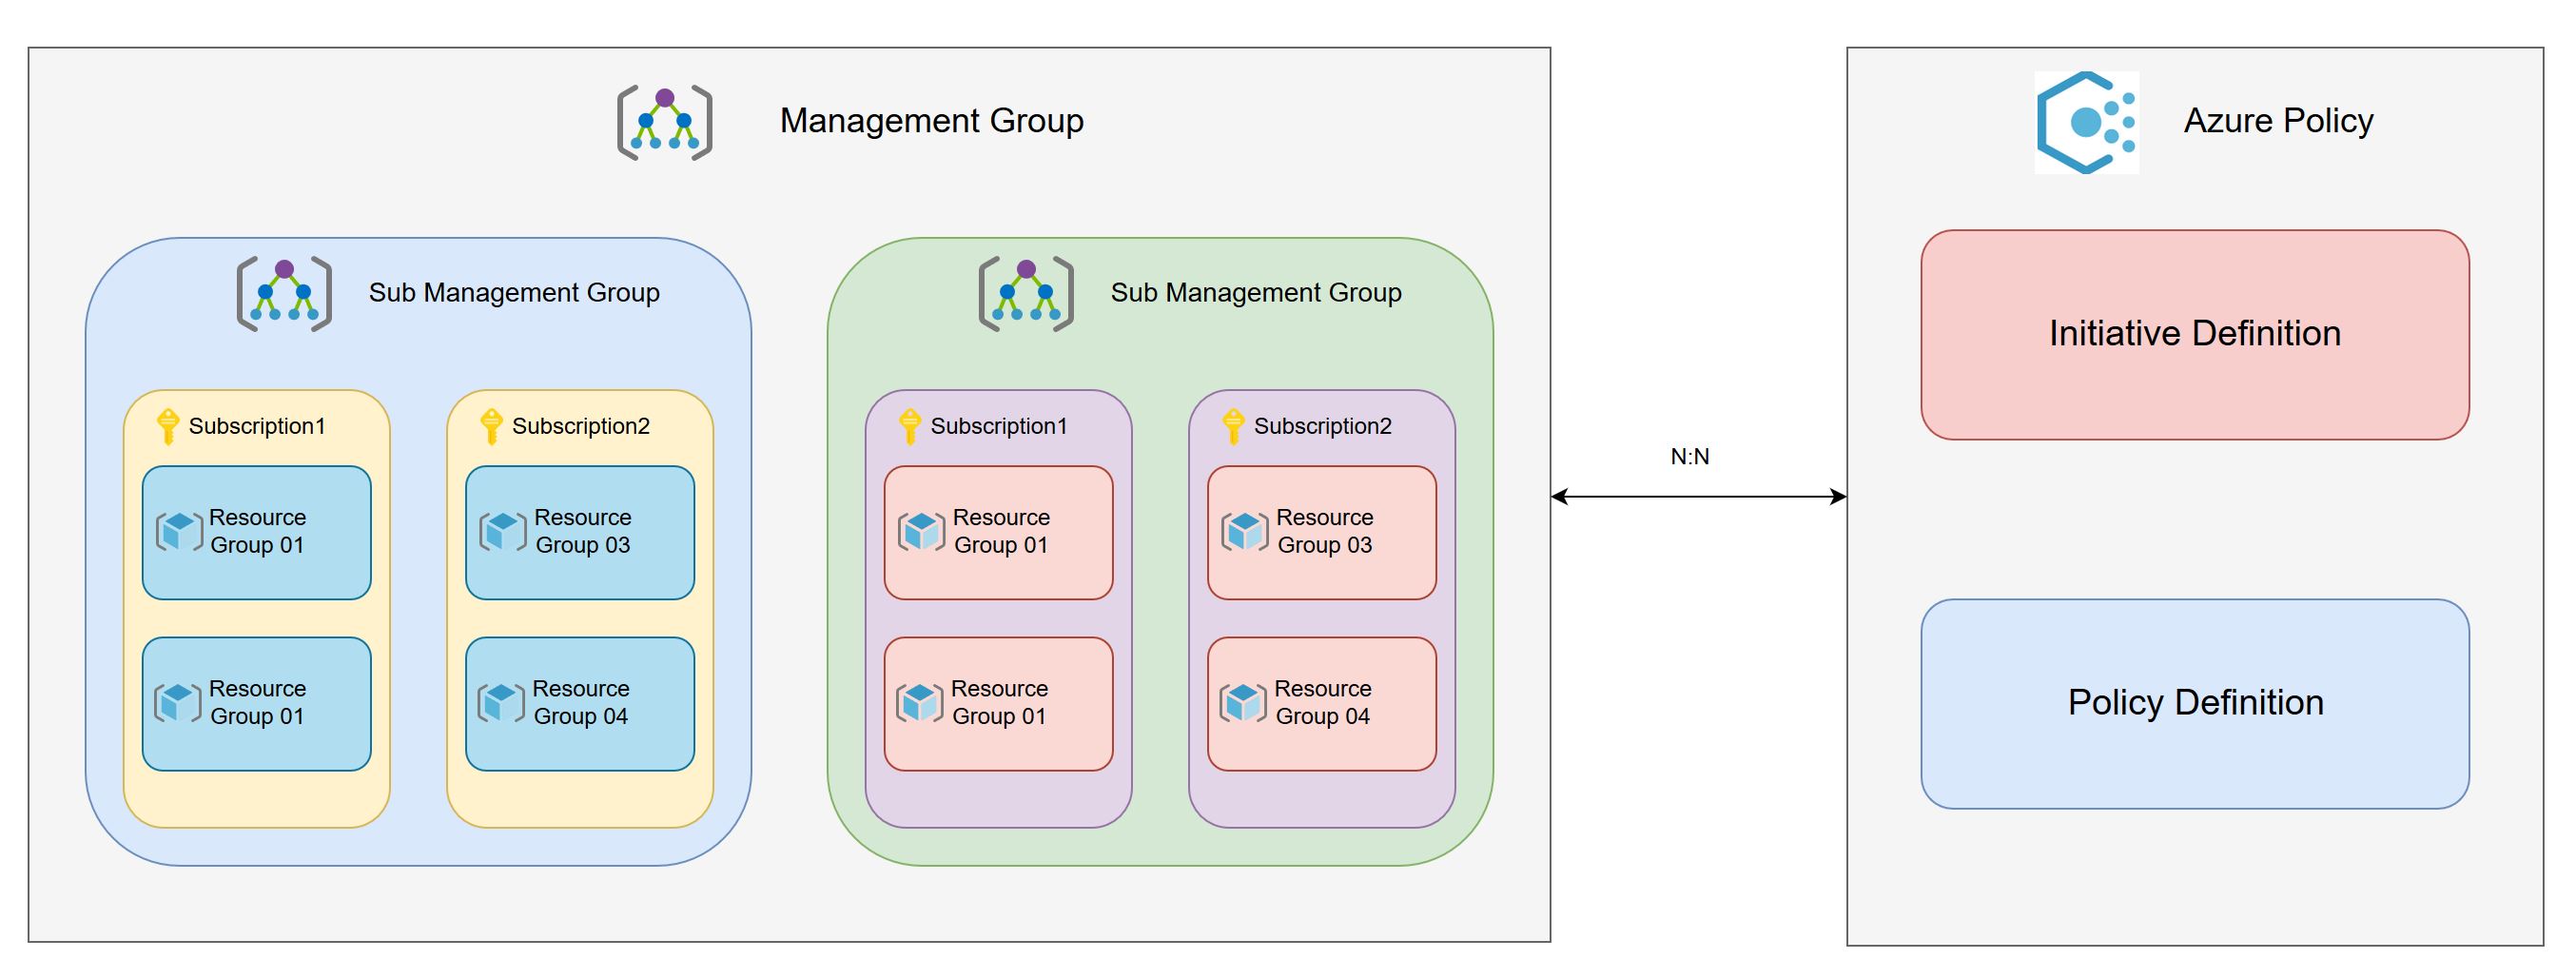 Management Group
Sub Management Group
Subscription1
Resource
Group 01
Resource
Group 01
Subscription2
Resource
Group 03
Resource
Group 04
Sub Management Group
Subscription1
Resource
Group 01
Resource
Group 01
Subscription2
Resource
Group 03
Resource
Group 04
N:N
Azure Policy
Initiative Definition
Policy Definition